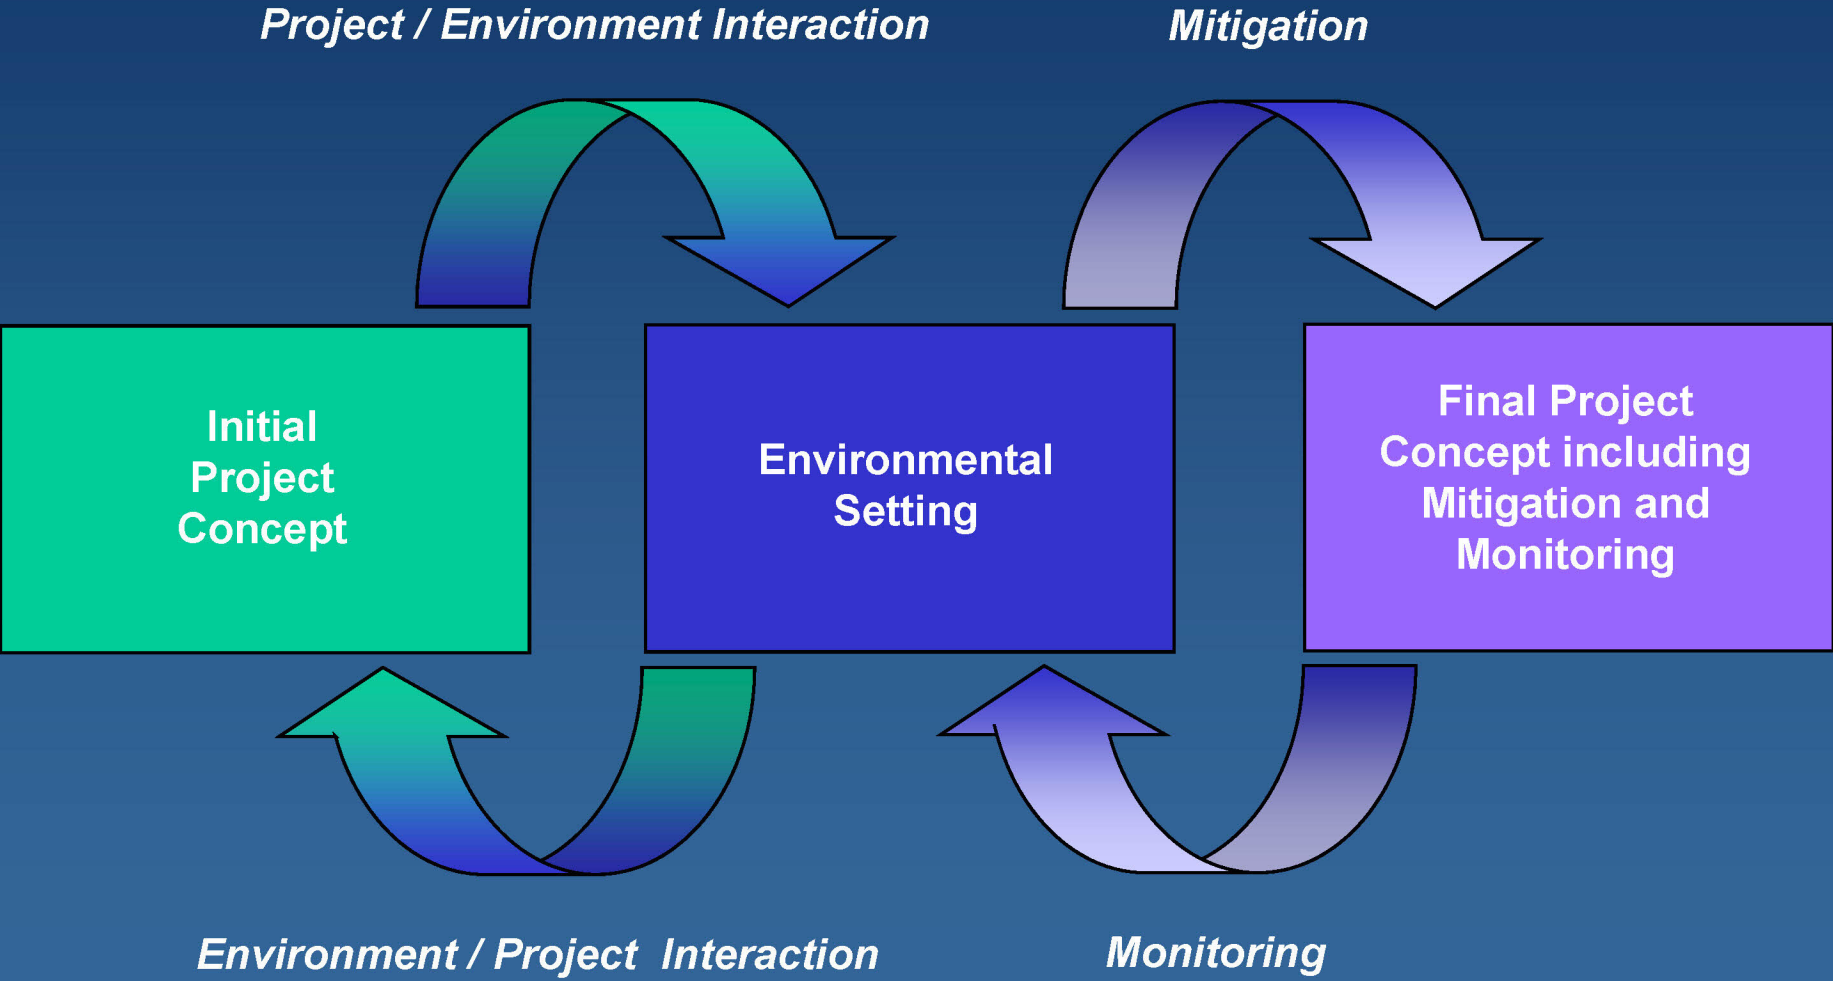 Project / Environment Interaction
Mitigation
Initial
Project
Concept
Environmental
Setting
Final Project
Concept including
Mitigation and
Monitoring
Environment / Project Interaction
Monitoring